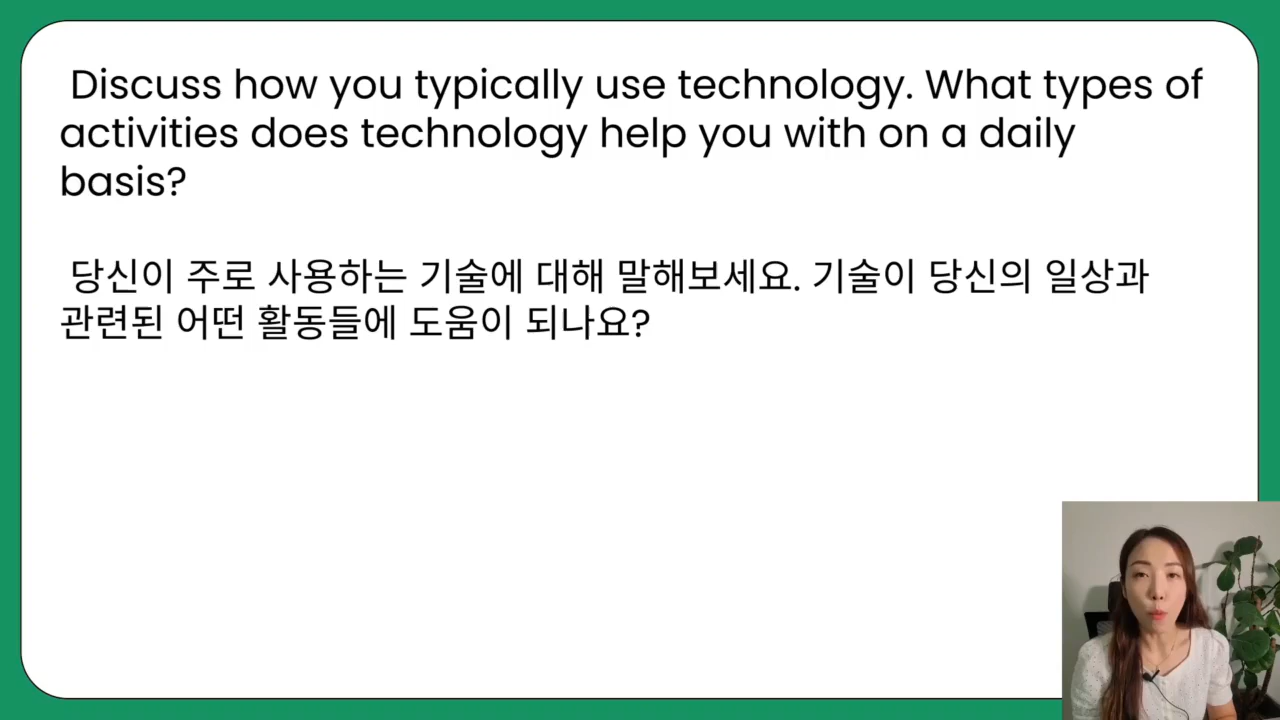 Discuss how you typically use technology. What types of
activities does technology help you with on a daily
basis?
당신이 주로 사용하는 기술에 대해 말해보세요. 기술이 당신의 일상과
관련된 어떤 활동들에 도움이 되나요?